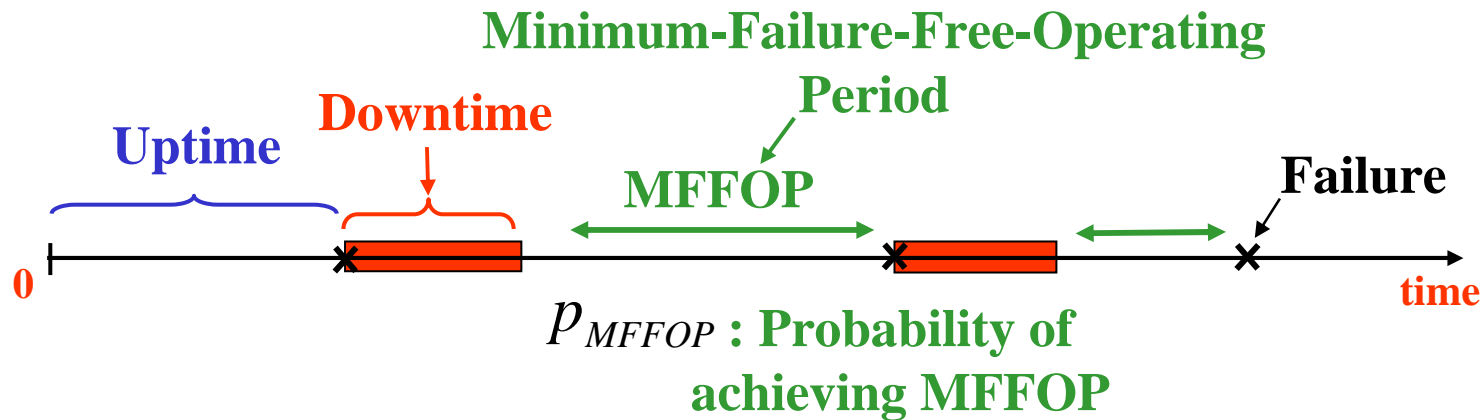 Minimum-Failure-Free-Operating
Period
Downtime
Uptime
MFFOP
Failure
0
time
pMFFOP : Probability of
achieving MFFOP